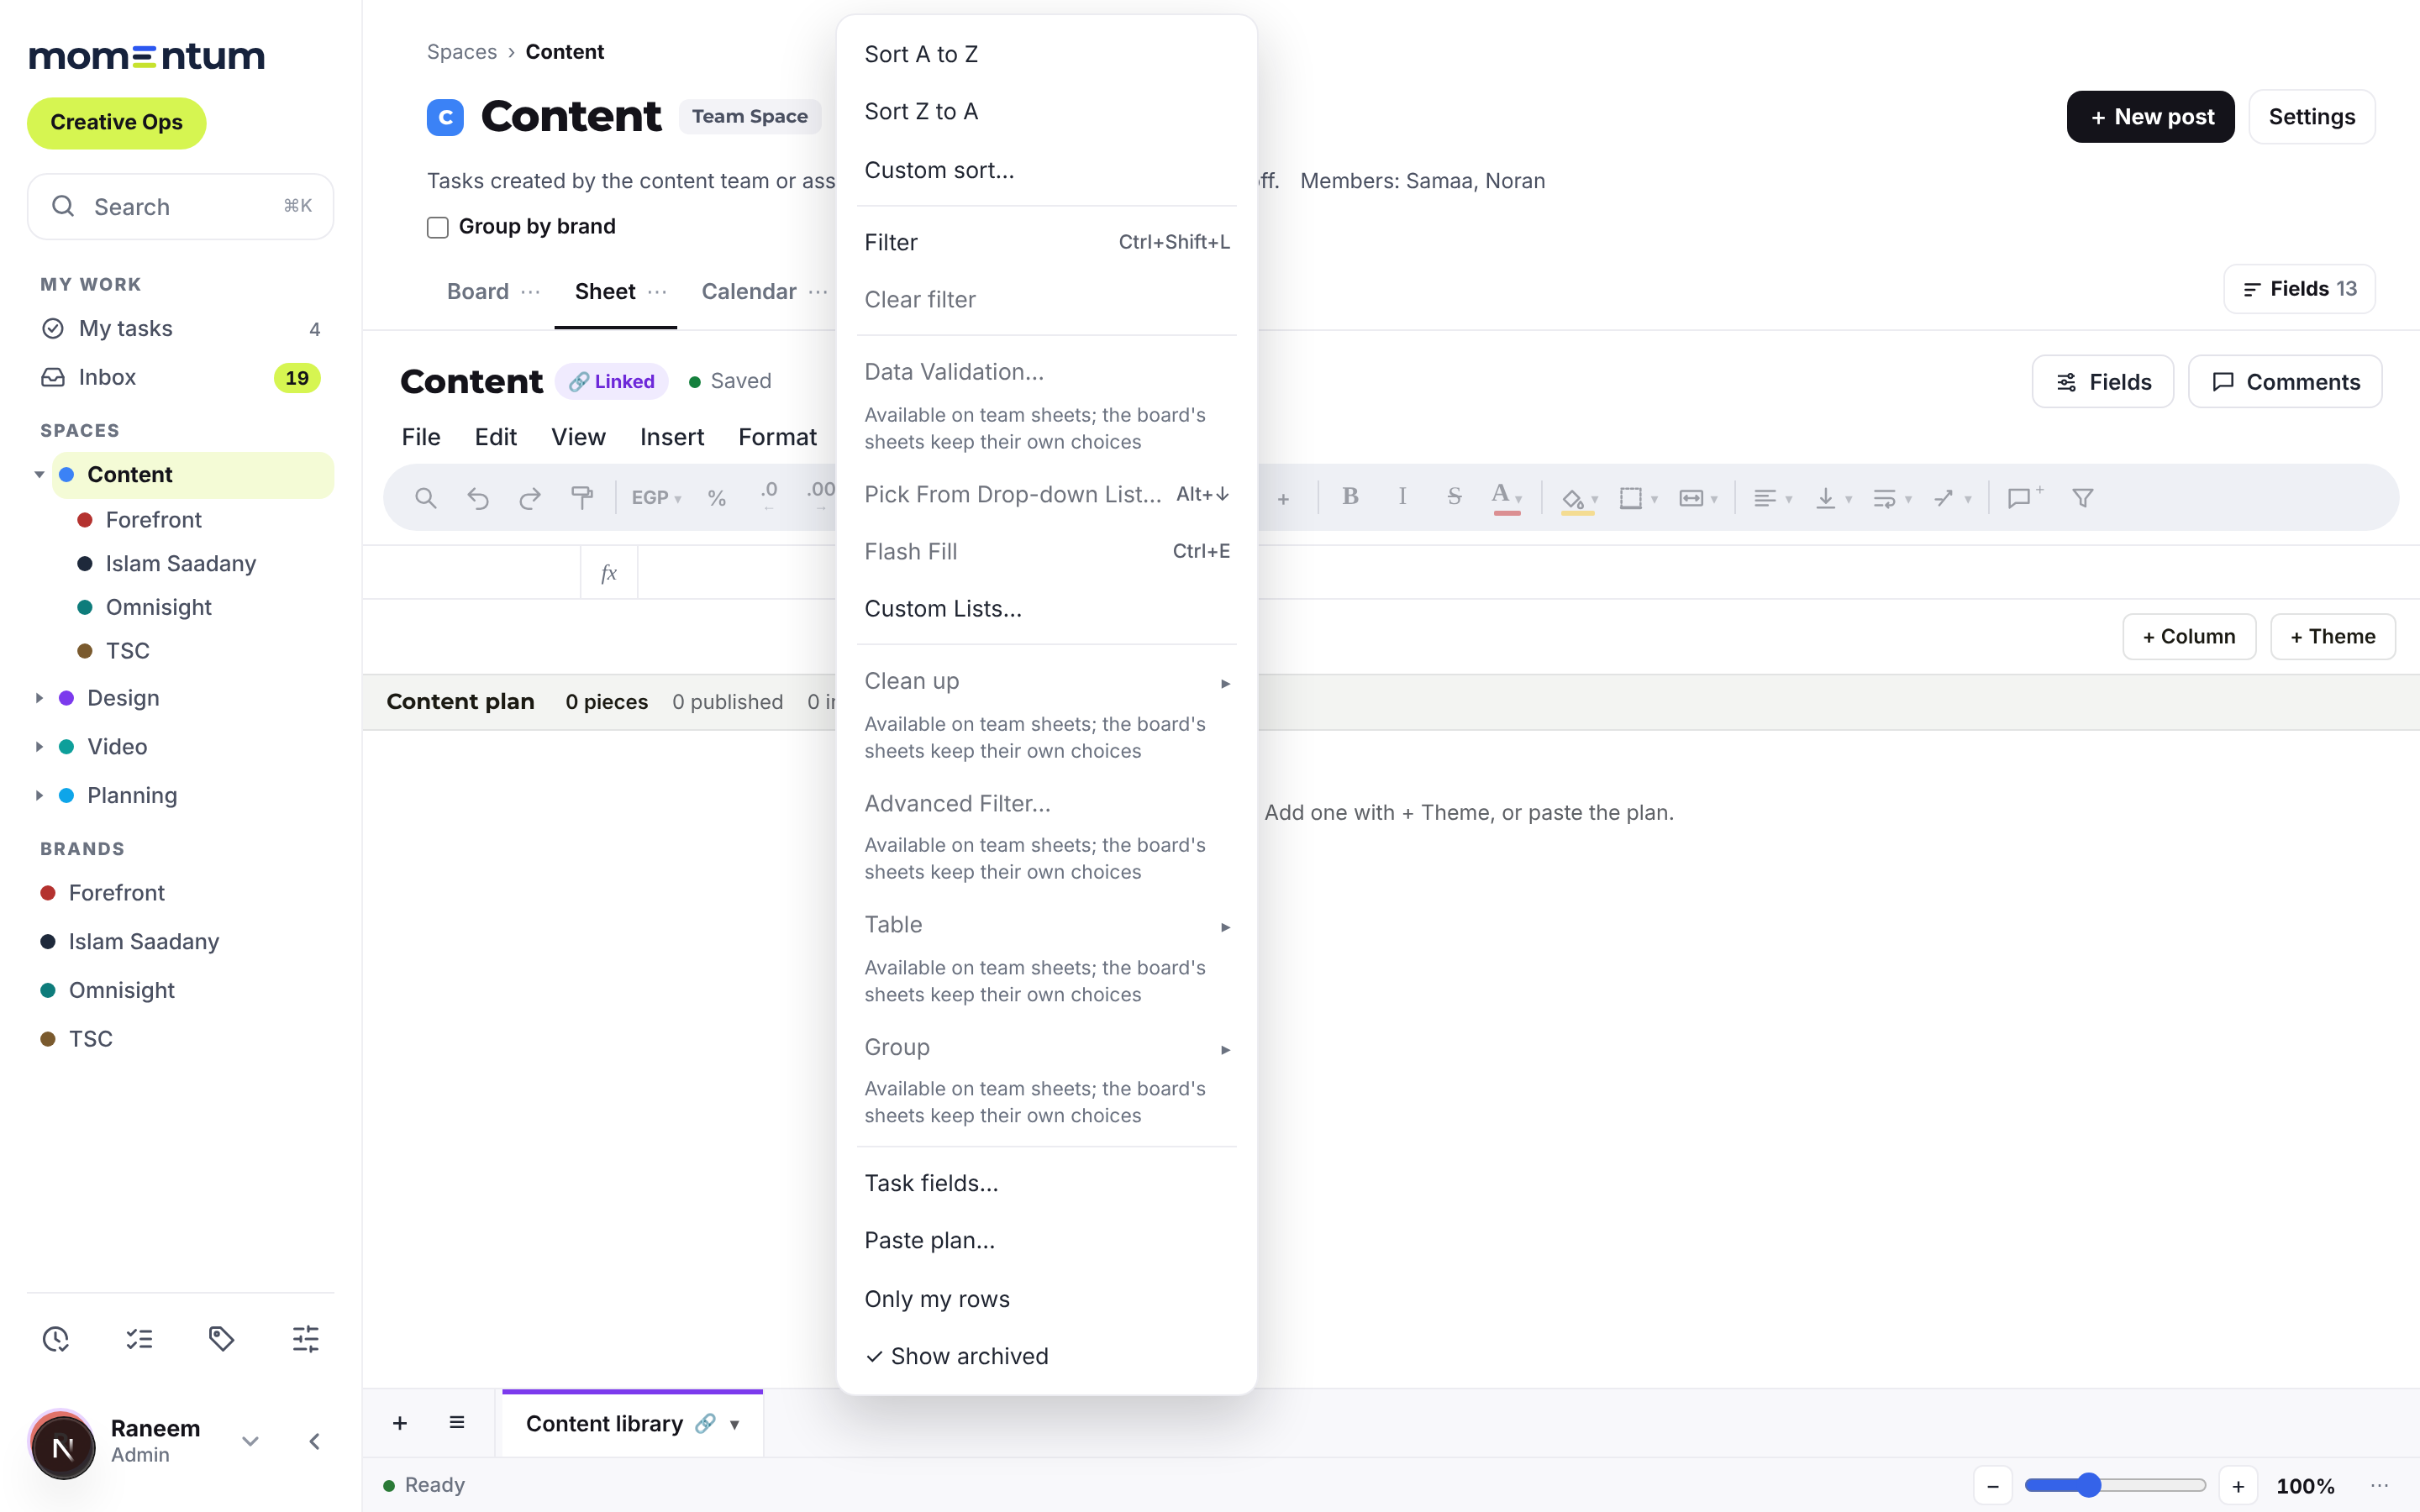 momentum
Creative Ops
Search ⌘K
MY WORK
My tasks 4
Inbox 19
SPACES
Content
Forefront
Islam Saadany
Omnisight
TSC
Design
Video
Planning
BRANDS
Forefront
Islam Saadany
Omnisight
TSC
N
Raneem
Admin
Spaces › Content
C Content Team Space
+ New post
Settings
Tasks created by the content team or ass
ff. Members: Samaa, Noran
Group by brand
Board ··· Sheet ··· Calendar ···
Fields 13
Content Linked Saved
Fields
Comments
File Edit View Insert Format
EGP % .0 .00
+ B I S A
fx
+ Column
+ Theme
Content plan 0 pieces 0 published
Add one with + Theme, or paste the plan.
Sort A to Z
Sort Z to A
Custom sort...
Filter Ctrl+Shift+L
Clear filter
Data Validation...
Available on team sheets; the board's
sheets keep their own choices
Pick From Drop-down List... Alt+↓
Flash Fill Ctrl+E
Custom Lists...
Clean up
Available on team sheets; the board's
sheets keep their own choices
Advanced Filter...
Available on team sheets; the board's
sheets keep their own choices
Table
Available on team sheets; the board's
sheets keep their own choices
Group
Available on team sheets; the board's
sheets keep their own choices
Task fields...
Paste plan...
Only my rows
✓ Show archived
+ ≡ Content library
Ready
− + 100% ···